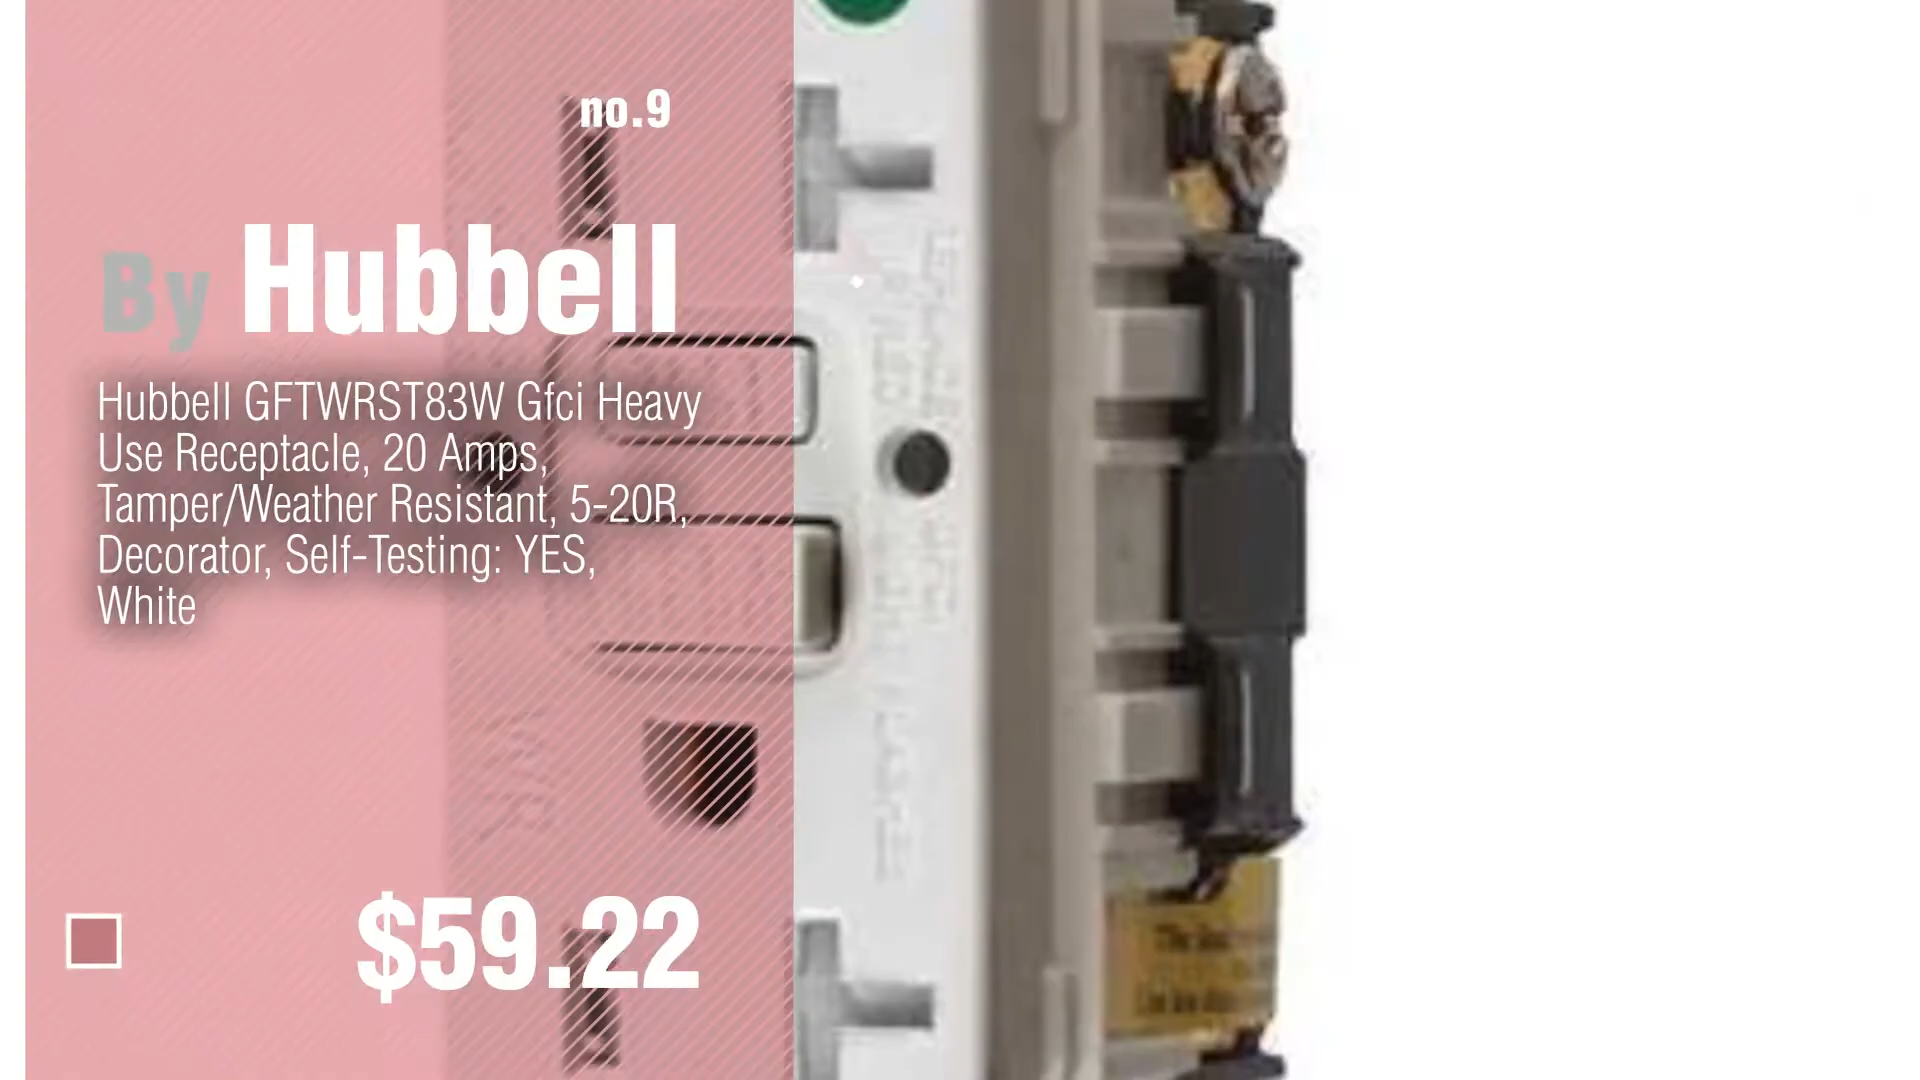 no.9
By Hubbell
Hubbell GFTWRST83W Gfci Heavy
Use Receptacle, 20 Amps,
Tamper/Weather Resistant, 5-20R,
Decorator, Self-Testing: YES,
White
$59.22